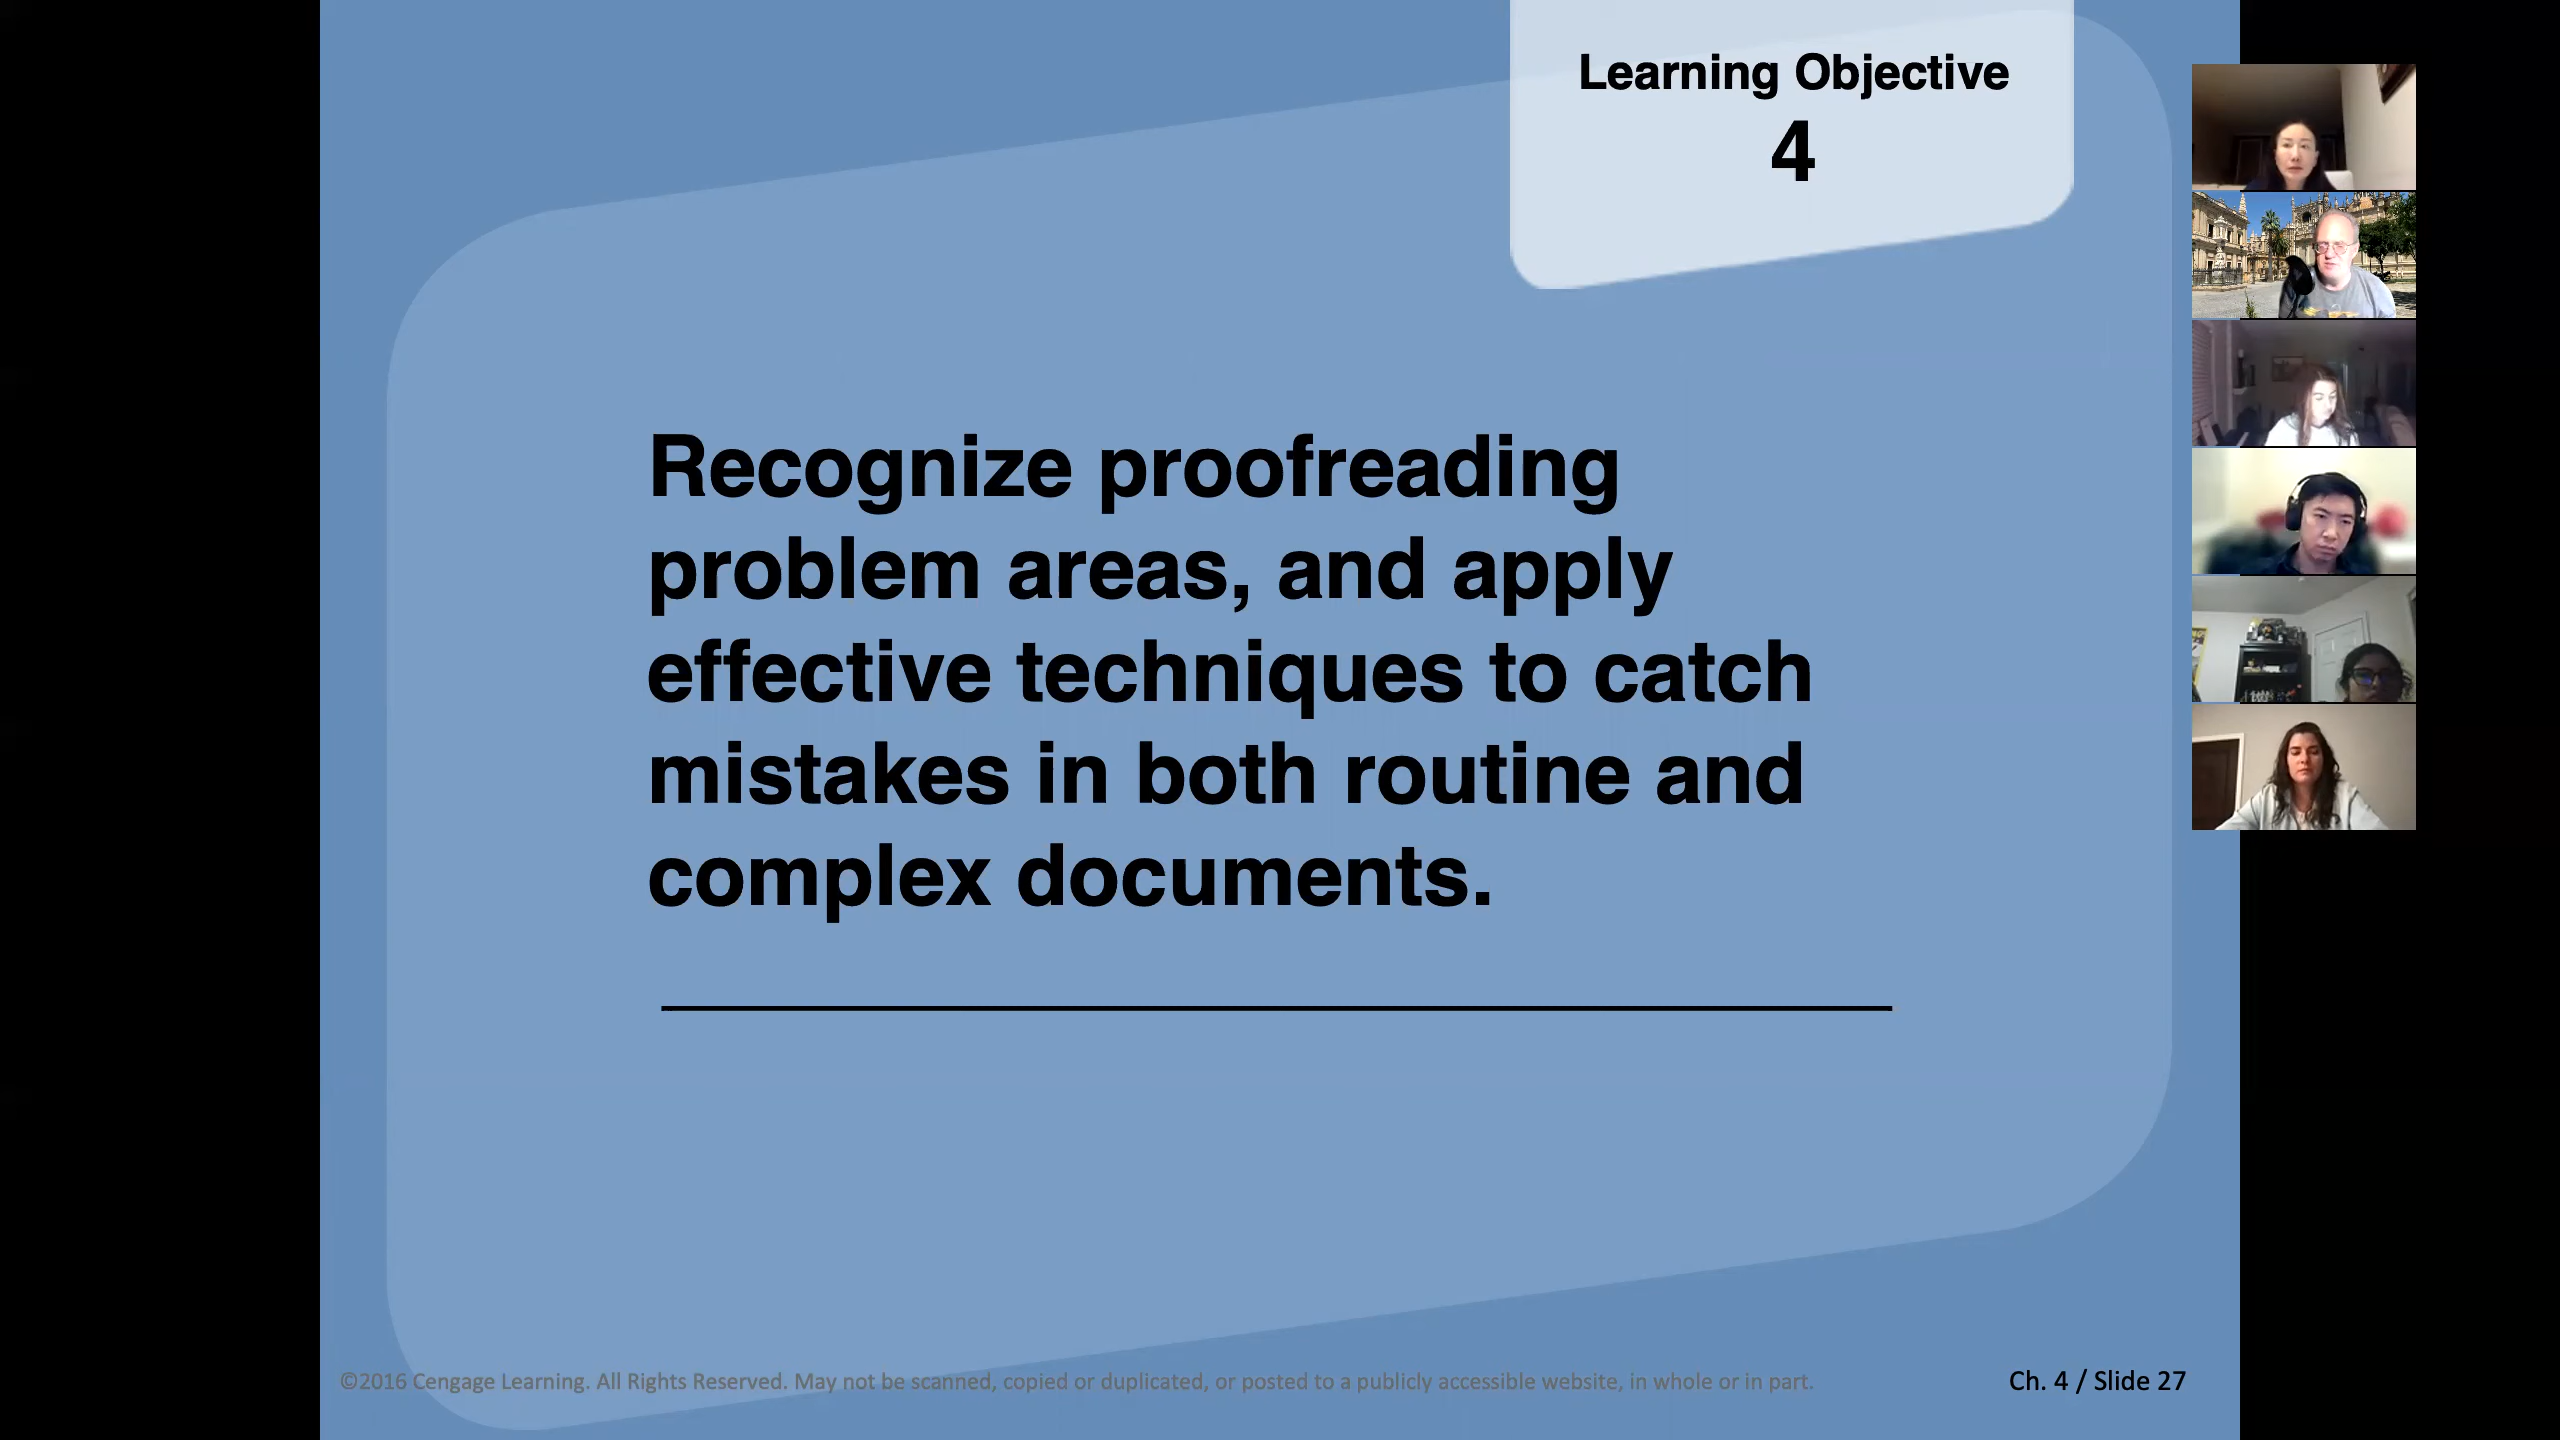 Learning Objective
4
Recognize proofreading
problem areas, and apply
effective techniques to catch
mistakes in both routine and
complex documents.
©2016 Cengage Learning. All Rights Reserved. May not be scanned, copied or duplicated, or posted to a publicly accessible website, in whole or in part.
Ch. 4 / Slide 27